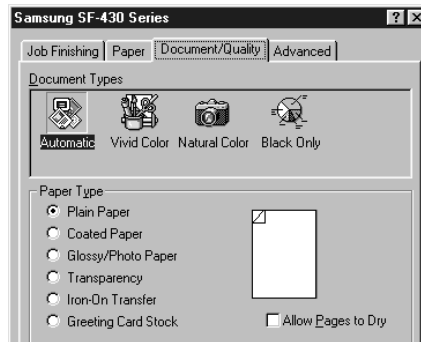 Samsung SF-430 Series
Job Finishing Paper Document/Quality Advanced
Document Types
Automatic Vivid Color Natural Color Black Only
Paper Type
Plain Paper
Coated Paper
Glossy/Photo Paper
Transparency
Iron-On Transfer
Greeting Card Stock
Allow Pages to Dry